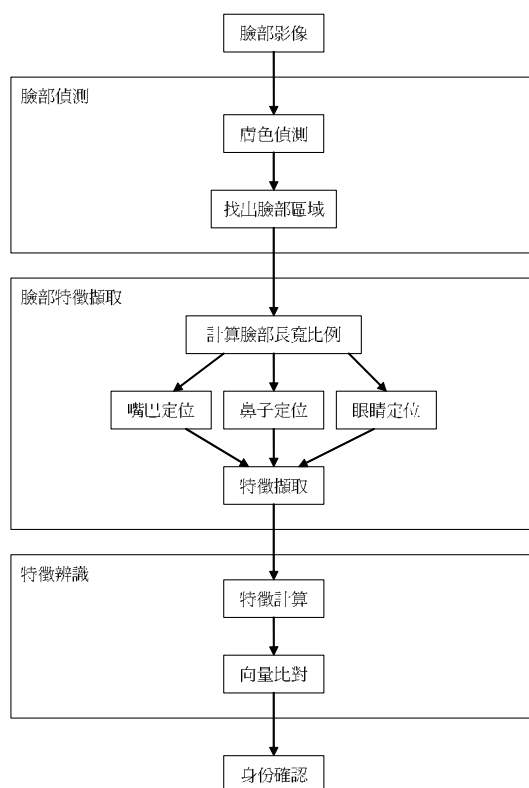 臉部影像
臉部偵測
膚色偵測
找出臉部區域
臉部特徵擷取
計算臉部長寬比例
嘴巴定位
鼻子定位
眼睛定位
特徵擷取
特徵辨識
特徵計算
向量比對
身份確認